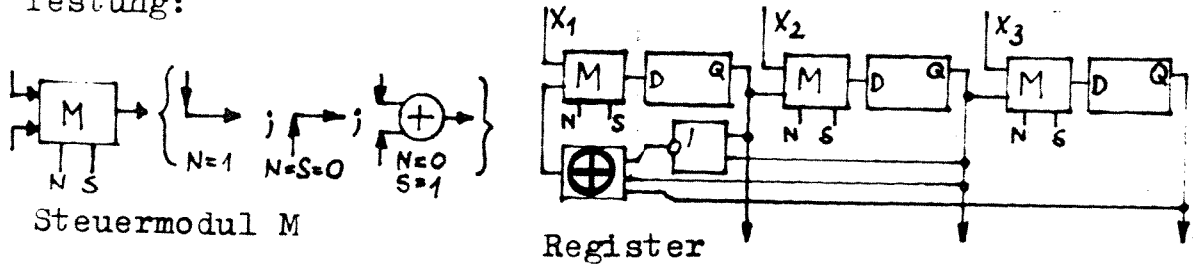 Testung:
X1 X2 X3
M { N=1 ; N=S=0 ; + N=0 S=1 }
N S
Steuermodul M
M D Q M D Q M D Q
N S N S N S
/
+
Register